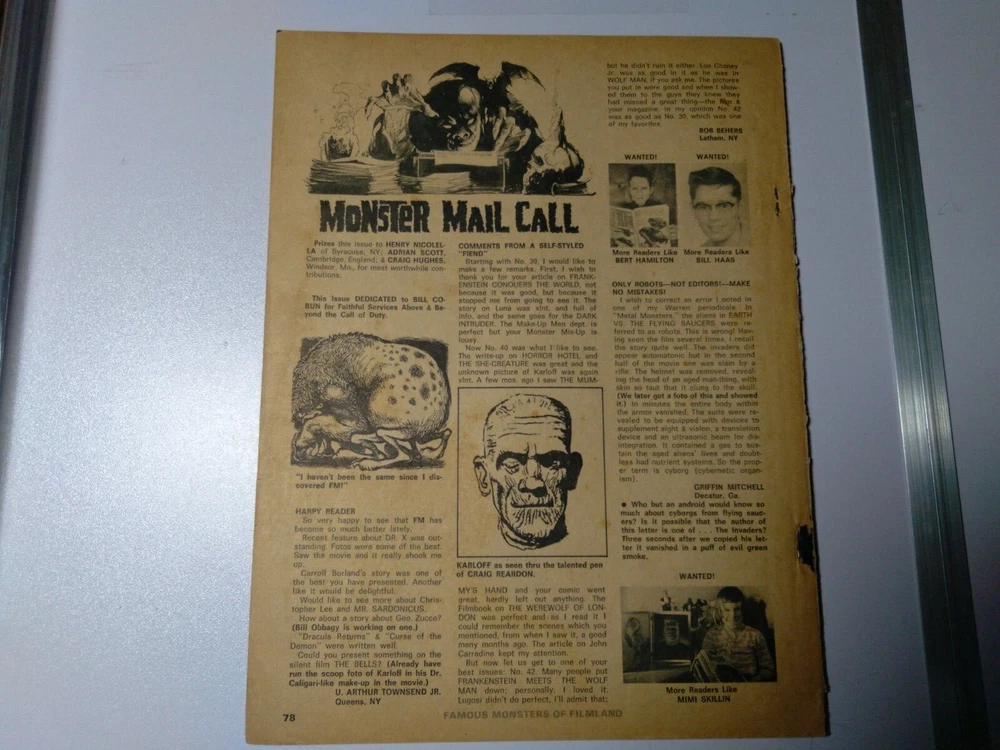 MONSTER MAIL CALL
Prizes this issue to HENRY NICOLEL-
LA of Syracuse, NY; ADRIAN SCOTT,
Cambridge, England; & CRAIG HUGHES,
Windsor, Mo., for most worthwhile con-
tributions.
This Issue DEDICATED to BILL CO-
BUN for Faithful Services Above & Be-
yond the Call of Duty.
"I haven't been the same since I dis-
covered FM!"
HAPPY READER
So very happy to see that FM has
become so much better lately.
Recent feature about DR. X was out-
standing. Fotos were some of the best.
Saw the movie and it really shook me
up.
Carroll Borland's story was one of
the best you have presented. Another
like it would be delightful.
Would like to see more about Chris-
topher Lee and MR. SARDONICUS.
How about a story about Geo. Zucco?
(Bill Obbagy is working on one.)
"Dracula Returns" & "Curse of the
Demon" were written well.
Could you present something on the
silent film THE BELLS? (Already have
run the scoop foto of Karloff in his Dr.
Caligari-like make-up in the movie.)
U. ARTHUR TOWNSEND JR.
Queens, NY
COMMENTS FROM A SELF-STYLED
"FIEND"
Starting with No. 39, I would like to
make a few remarks. First, I wish to
thank you for your article on FRANK-
ENSTEIN CONQUERS THE WORLD, not
because it was good, but because it
stopped me from going to see it. The
story on Luna was xlnt. and full of
info, and the same goes for the DARK
INTRUDER. The Make-Up Men dept. is
perfect but your Monster Mix-Up is
lousy.
Now No. 40 was what I like to see.
The write-up on HORROR HOTEL and
THE SHE-CREATURE was great and the
unknown picture of Karloff was again
xlnt. A few mos. ago I saw THE MUM-
KARLOFF as seen thru the talented pen
of CRAIG REARDON.
MY'S HAND and your comic went
great, hardly left out anything. The
Filmbook on THE WEREWOLF OF LON-
DON was perfect and as I read it I
could remember the scenes which you
mentioned, from when I saw it, a good
many months ago. The article on John
Carradine kept my attention.
But now let us get to one of your
best issues: No. 42. Many people put
FRANKENSTEIN MEETS THE WOLF
MAN down; personally, I loved it.
Lugosi didn't do perfect, I'll admit that;
but he didn't ruin it either. Lon Chaney
Jr. was as good in it as he was in
WOLF MAN, if you ask me. The pictures
you put in were good and when I show-
ed them to the guys they knew they
had missed a great thing—the film &
your magazine, in my opinion No. 42
was as good as No. 30, which was one
of my favorites.
BOB BEHERS
Latham, NY
WANTED!
More Readers Like
BERT HAMILTON
WANTED!
More Readers Like
BILL HAAS
ONLY ROBOTS—NOT EDITORS!—MAKE
NO MISTAKES!
I wish to correct an error I noted in
one of my Warren periodicals. In
"Metal Monsters," the aliens in EARTH
VS. THE FLYING SAUCERS were re-
ferred to as robots. This is wrong! Hav-
ing seen the film several times, I recall
the story quite well. The invaders did
appear automatonic but in the second
half of the movie one was slain by a
rifle. The helmet was removed, reveal-
ing the head of an aged man-thing, with
skin so taut that it clung to the skull.
(We later got a foto of this and showed
it.) In minutes the entire body within
the armor vanished. The suits were re-
vealed to be equipped with devices to
supplement sight & vision, a translation
device and an ultrasonic beam for dis-
integration. It contained a gas to sus-
tain the aged aliens' lives and doubt-
less had nutrient systems. So the prop-
er term is cyborg (cybernetic organ-
ism).
GRIFFIN MITCHELL
Decatur, Ga.
● Who but an android would know so
much about cyborgs from flying sauc-
ers? Is it possible that the author of
this letter is one of . . . The Invaders?
Three seconds after we copied his let-
ter it vanished in a puff of evil green
smoke.
WANTED!
More Readers Like
MIMI SKILLIN
78
FAMOUS MONSTERS OF FILMLAND